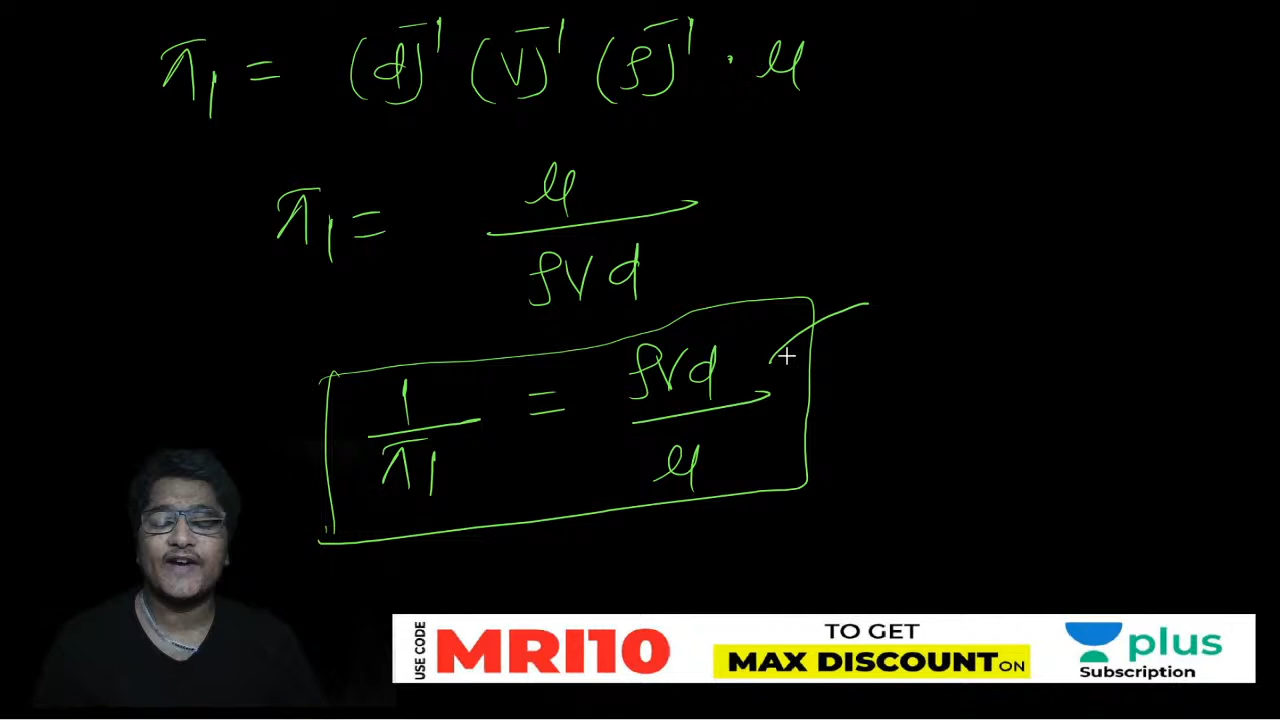 π₁ = (d)⁻¹ (V)⁻¹ (ρ)⁻¹ · μ
π₁ = μ / ρVd
1 / π₁ = ρVd / μ
USE CODE
MRI10
TO GET
MAX DISCOUNT ON
plus
Subscription